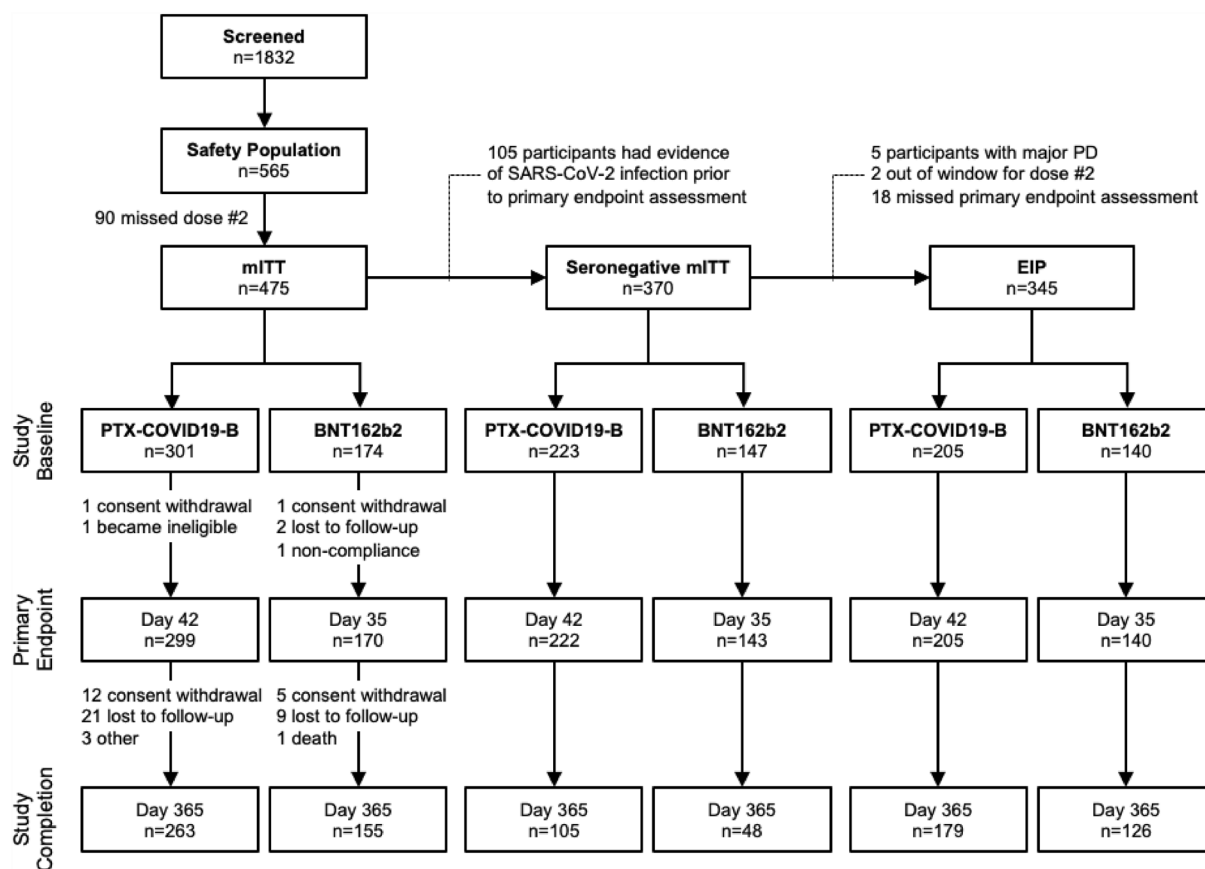 Screened
n=1832
Safety Population
n=565
90 missed dose #2
105 participants had evidence
of SARS-CoV-2 infection prior
to primary endpoint assessment
5 participants with major PD
2 out of window for dose #2
18 missed primary endpoint assessment
mITT
n=475
Seronegative mITT
n=370
EIP
n=345
Study
Baseline
PTX-COVID19-B
n=301
BNT162b2
n=174
PTX-COVID19-B
n=223
BNT162b2
n=147
PTX-COVID19-B
n=205
BNT162b2
n=140
1 consent withdrawal
1 became ineligible
1 consent withdrawal
2 lost to follow-up
1 non-compliance
Primary
Endpoint
Day 42
n=299
Day 35
n=170
Day 42
n=222
Day 35
n=143
Day 42
n=205
Day 35
n=140
12 consent withdrawal
21 lost to follow-up
3 other
5 consent withdrawal
9 lost to follow-up
1 death
Study
Completion
Day 365
n=263
Day 365
n=155
Day 365
n=105
Day 365
n=48
Day 365
n=179
Day 365
n=126